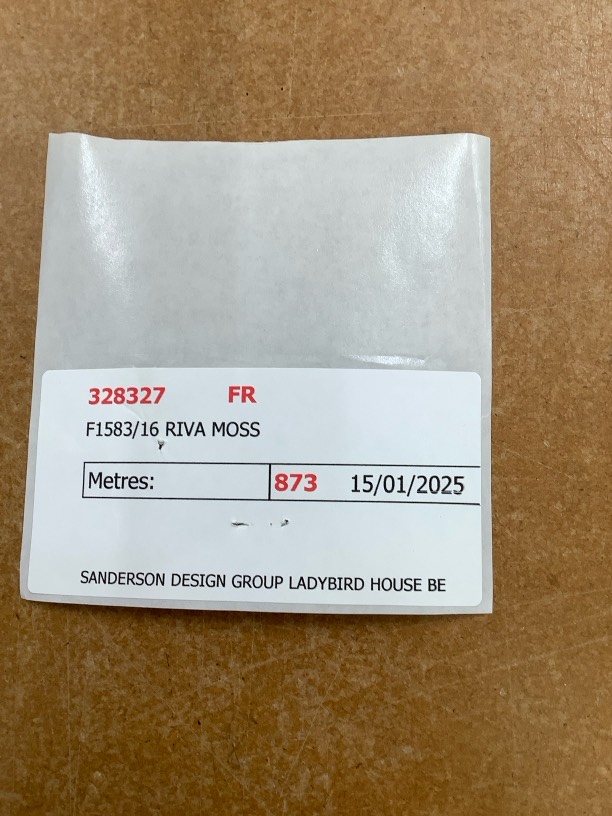 328327 FR
F1583/16 RIVA MOSS
Metres: 873 15/01/2025
SANDERSON DESIGN GROUP LADYBIRD HOUSE BE